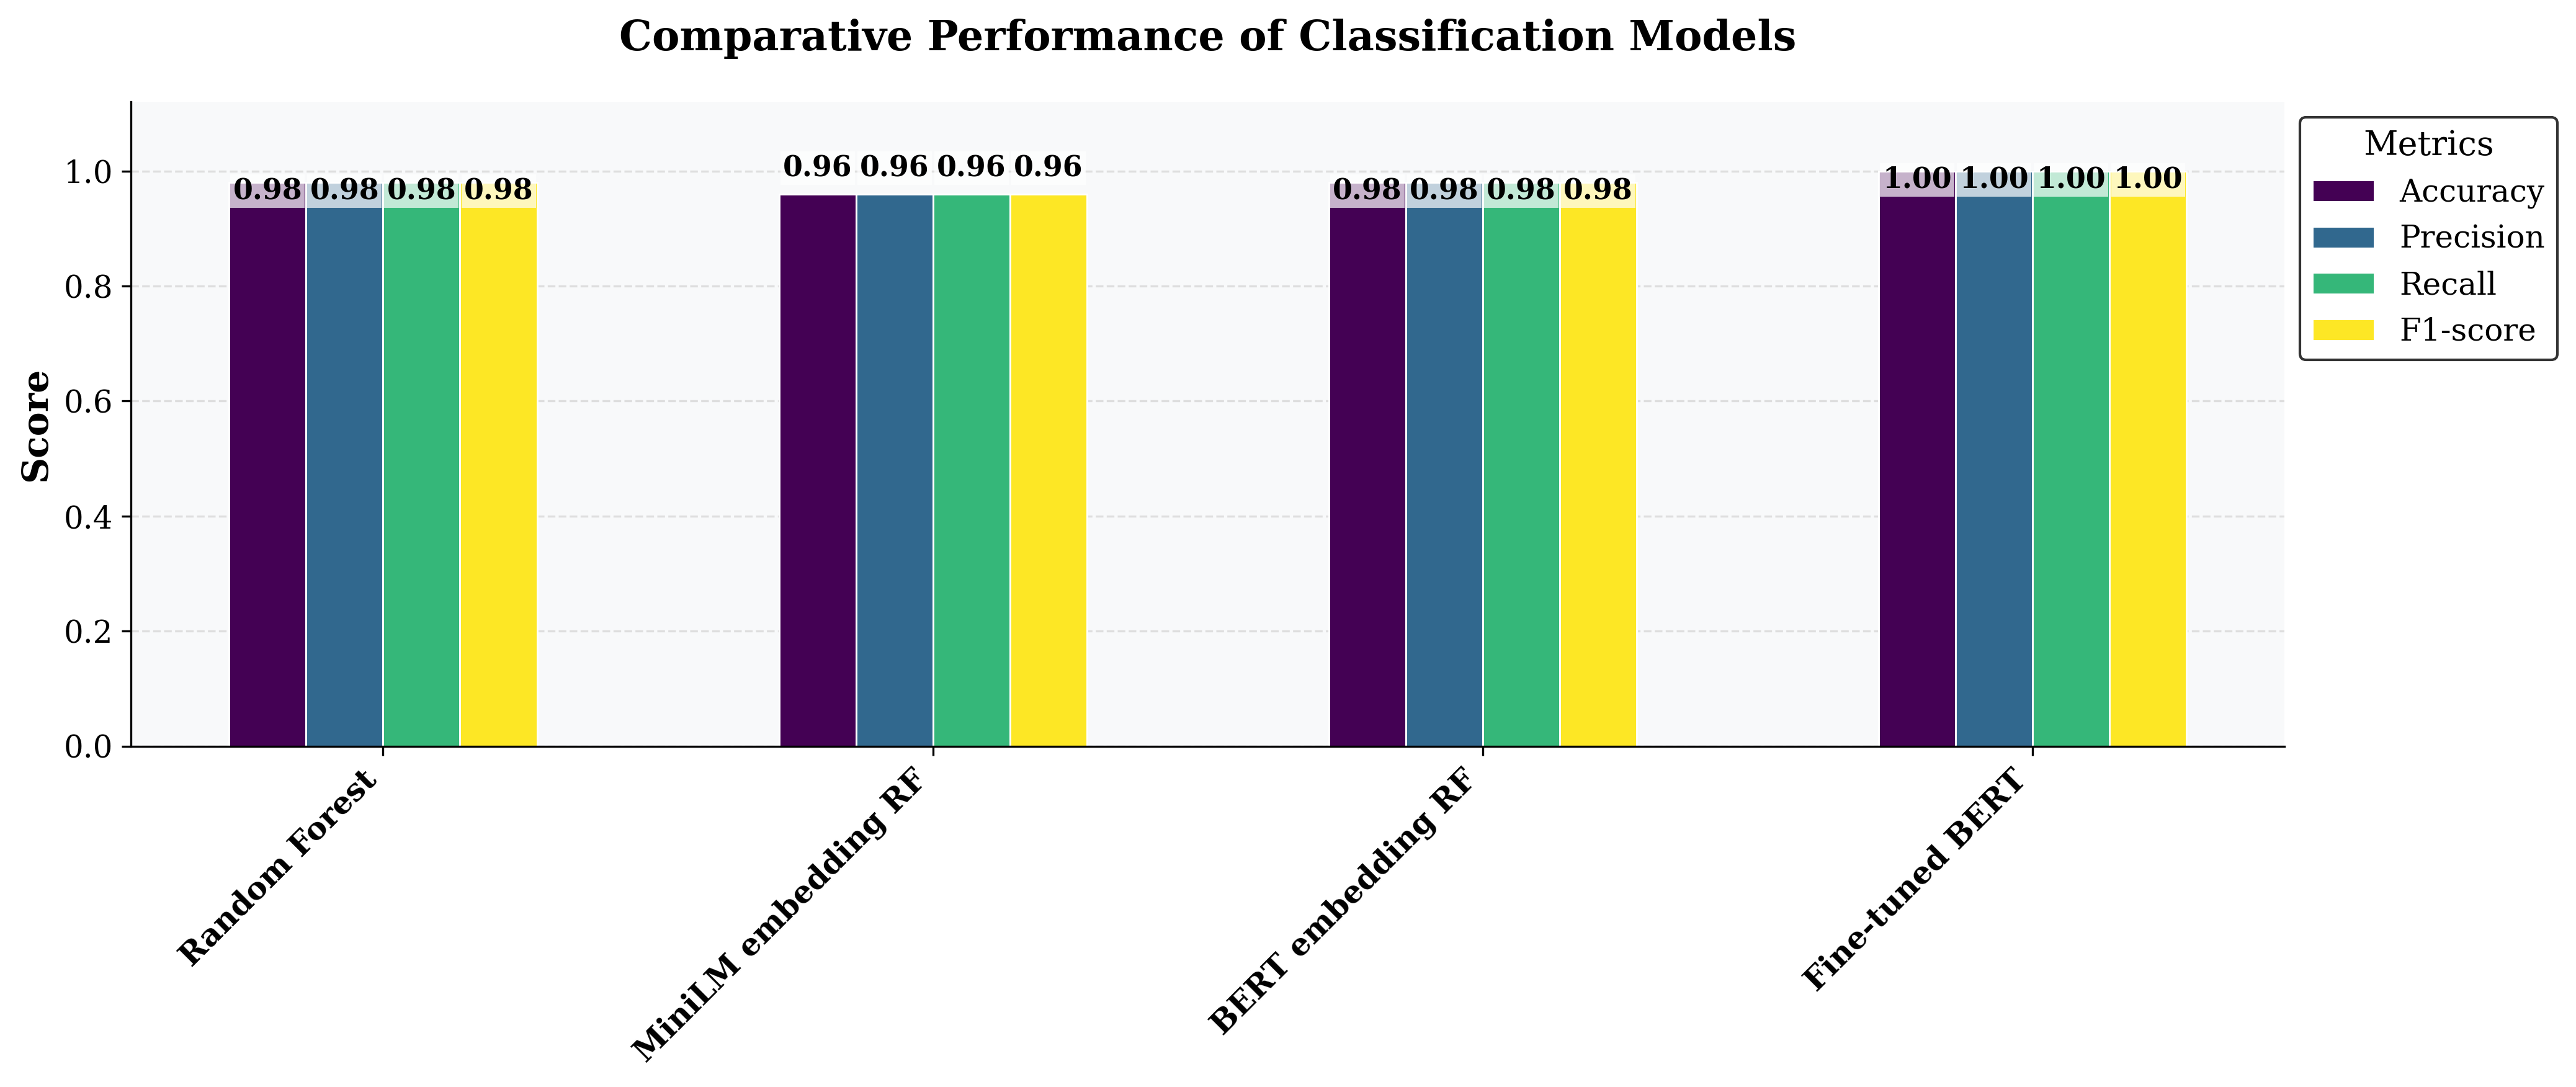 Comparative Performance of Classification Models
Score
1.0
0.8
0.6
0.4
0.2
0.0
0.98 0.98 0.98 0.98
0.96 0.96 0.96 0.96
0.98 0.98 0.98 0.98
1.00 1.00 1.00 1.00
Random Forest
MiniLM embedding RF
BERT embedding RF
Fine-tuned BERT
Metrics
Accuracy
Precision
Recall
F1-score